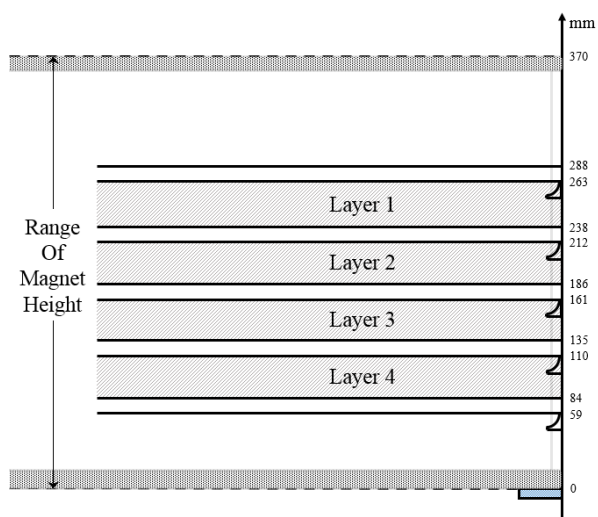 mm
370
288
263
Layer 1
238
212
Layer 2
186
161
Layer 3
135
110
Layer 4
84
59
0
Range
Of
Magnet
Height